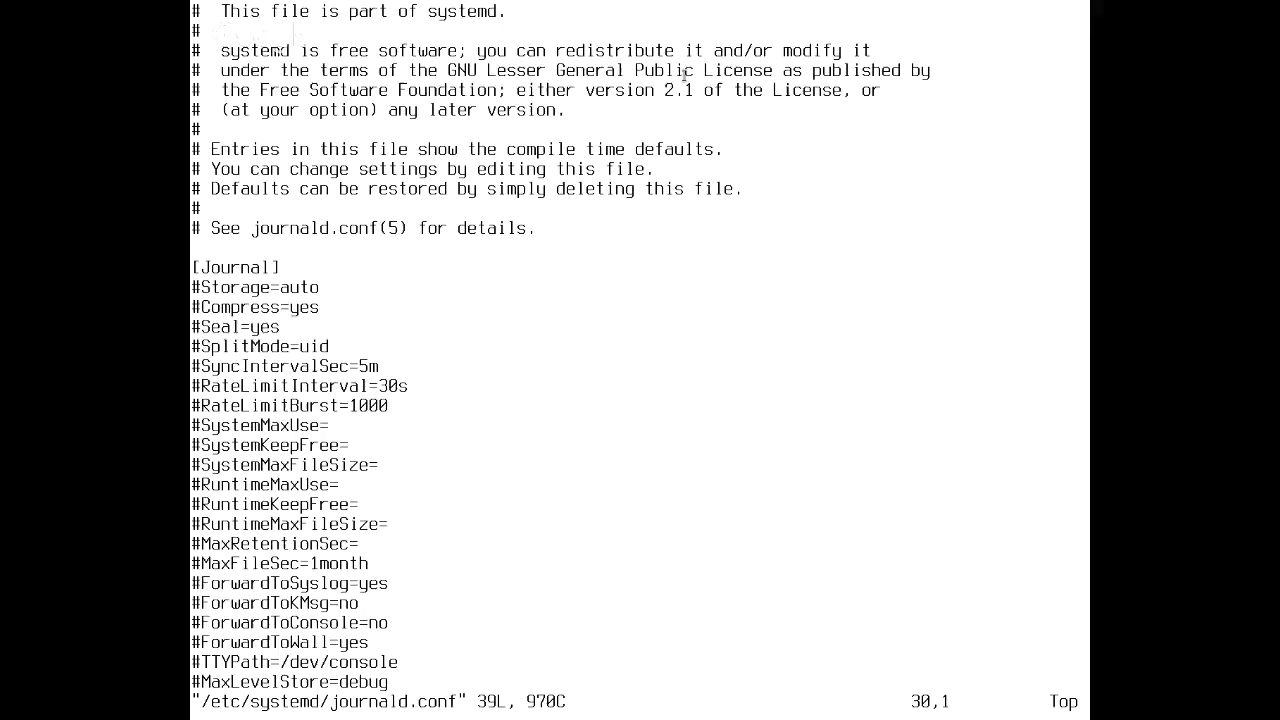 #  This file is part of systemd.
#
#  systemd is free software; you can redistribute it and/or modify it
#  under the terms of the GNU Lesser General Public License as published by
#  the Free Software Foundation; either version 2.1 of the License, or
#  (at your option) any later version.
#
# Entries in this file show the compile time defaults.
# You can change settings by editing this file.
# Defaults can be restored by simply deleting this file.
#
# See journald.conf(5) for details.

[Journal]
#Storage=auto
#Compress=yes
#Seal=yes
#SplitMode=uid
#SyncIntervalSec=5m
#RateLimitInterval=30s
#RateLimitBurst=1000
#SystemMaxUse=
#SystemKeepFree=
#SystemMaxFileSize=
#RuntimeMaxUse=
#RuntimeKeepFree=
#RuntimeMaxFileSize=
#MaxRetentionSec=
#MaxFileSec=1month
#ForwardToSyslog=yes
#ForwardToKMsg=no
#ForwardToConsole=no
#ForwardToWall=yes
#TTYPath=/dev/console
#MaxLevelStore=debug
"/etc/systemd/journald.conf" 39L, 970C 30,1 Top